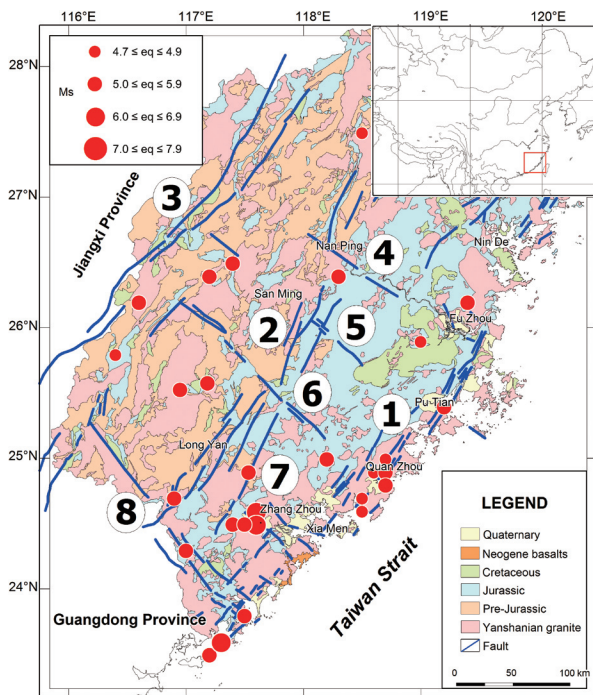 116°E
117°E
118°E
119°E
120°E
28°N
27°N
26°N
25°N
24°N
Ms
4.7 ≤ eq ≤ 4.9
5.0 ≤ eq ≤ 5.9
6.0 ≤ eq ≤ 6.9
7.0 ≤ eq ≤ 7.9
3
Jiangxi Province
Nan Ping
4
Nin De
San Ming
2
5
Fu Zhou
6
1
Pu Tian
Long Yan
7
Quan Zhou
8
Zhang Zhou
Xia Men
Taiwan Strait
Guangdong Province
LEGEND
Quaternary
Neogene basalts
Cretaceous
Jurassic
Pre-Jurassic
Yanshanian granite
Fault
0 50 100 km